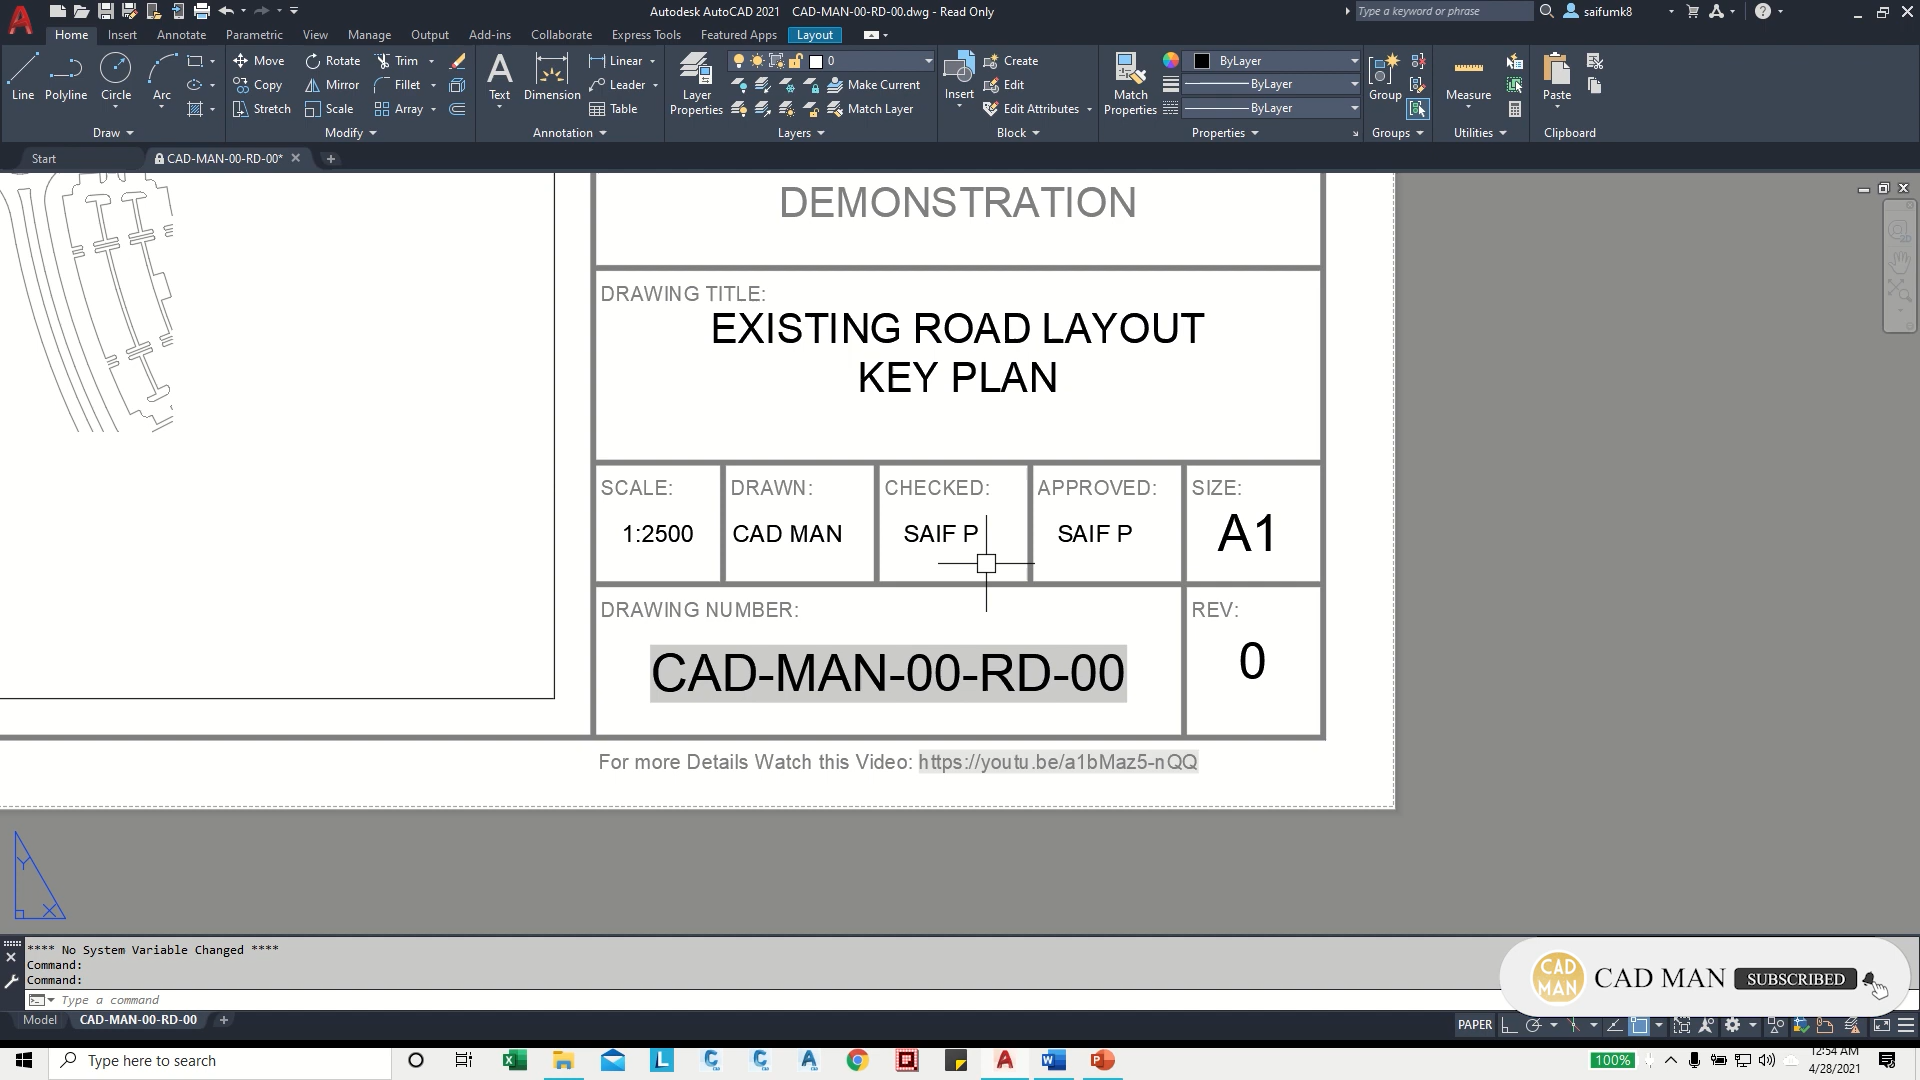 Autodesk AutoCAD 2021 CAD-MAN-00-RD-00.dwg - Read Only
Type a keyword or phrase
saifumk8
Home Insert Annotate Parametric View Manage Output Add-ins Collaborate Express Tools Featured Apps Layout
Line Polyline Circle Arc
Move Rotate Trim
Copy Mirror Fillet
Stretch Scale Array
Text Dimension
Linear
Leader
Table
Layer Properties
0
Make Current
Match Layer
Insert
Create
Edit
Edit Attributes
Match Properties
ByLayer
ByLayer
ByLayer
Group
Measure
Paste
Draw Modify Annotation Layers Block Properties Groups Utilities Clipboard
Start CAD-MAN-00-RD-00*
DEMONSTRATION
DRAWING TITLE:
EXISTING ROAD LAYOUT
KEY PLAN
SCALE: DRAWN: CHECKED: APPROVED: SIZE:
1:2500 CAD MAN SAIF P SAIF P A1
DRAWING NUMBER: REV:
CAD-MAN-00-RD-00 0
For more Details Watch this Video: https://youtu.be/a1bMaz5-nQQ
Y
X
**** No System Variable Changed ****
Command:
Command:
Type a command
CAD MAN CAD MAN SUBSCRIBED
Model CAD-MAN-00-RD-00
PAPER
Type here to search
100%
12:54 AM
4/28/2021